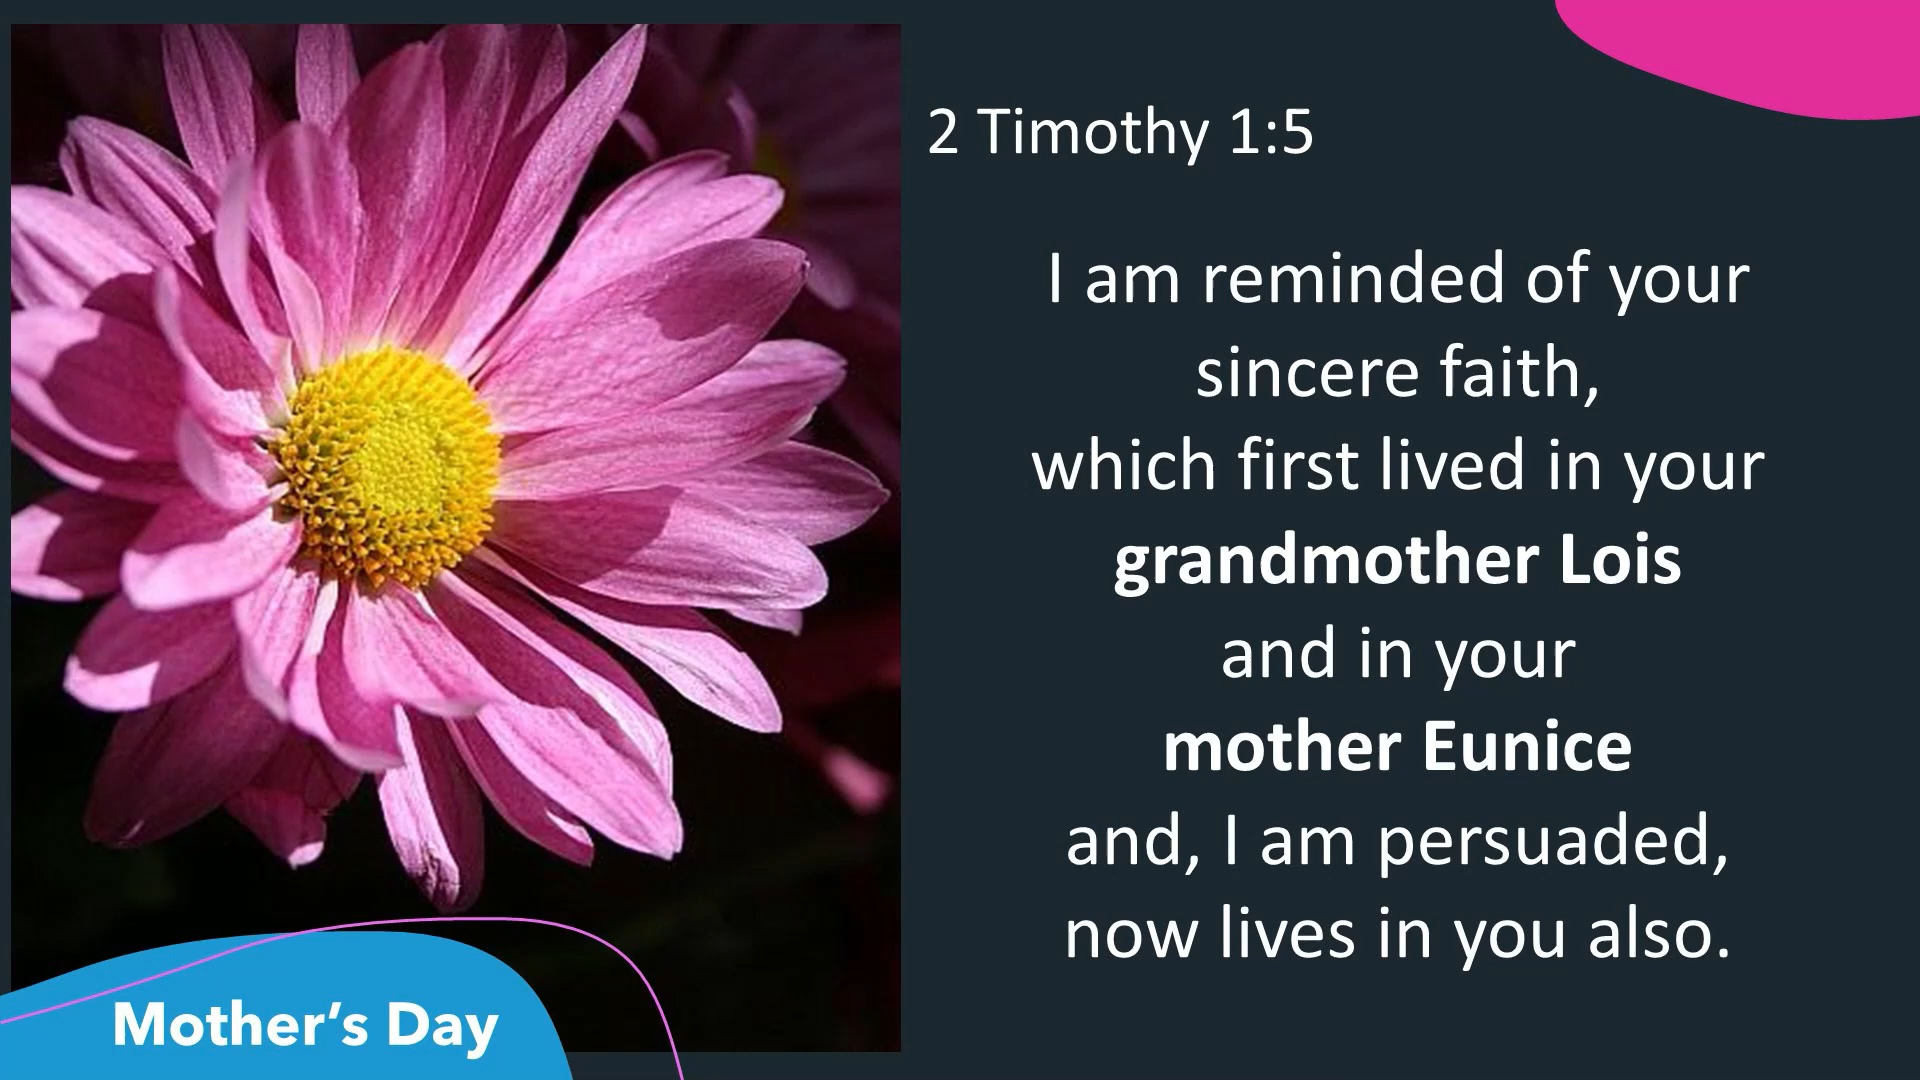 2 Timothy 1:5
I am reminded of your
sincere faith,
which first lived in your
grandmother Lois
and in your
mother Eunice
and, I am persuaded,
now lives in you also.
Mother’s Day